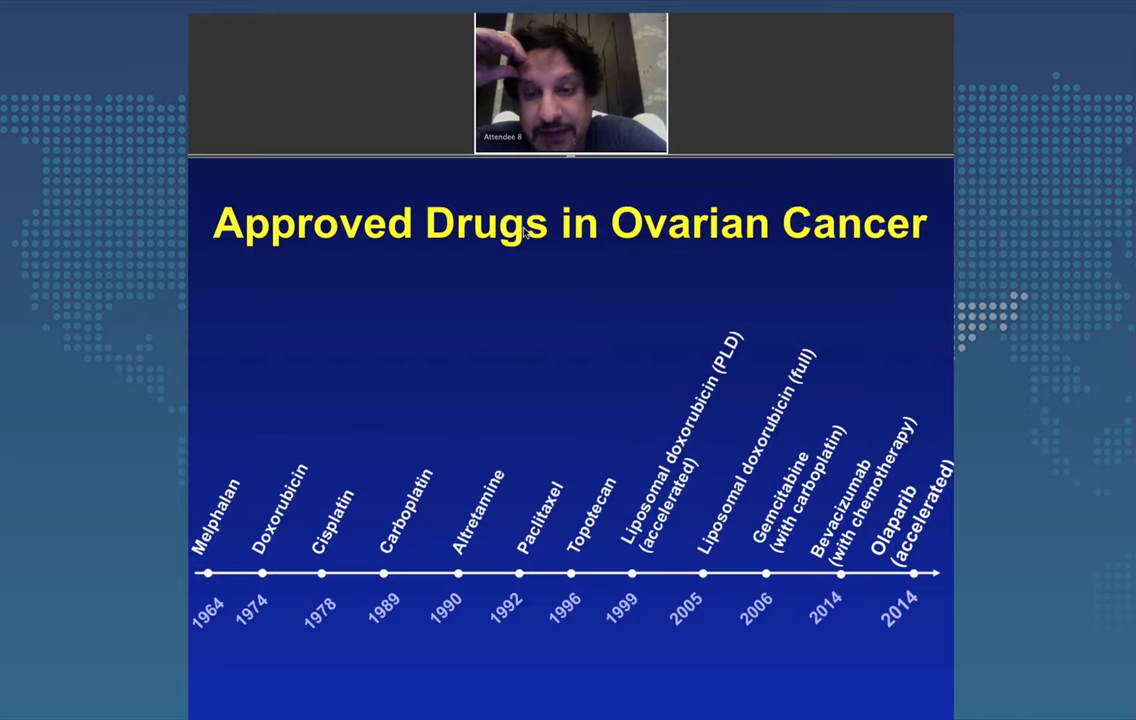 Attendee 8
Approved Drugs in Ovarian Cancer
Melphalan
Doxorubicin
Cisplatin
Carboplatin
Altretamine
Paclitaxel
Topotecan
Liposomal doxorubicin (PLD)
(accelerated)
Liposomal doxorubicin (full)
Gemcitabine
(with carboplatin)
Bevacizumab
(with chemotherapy)
Olaparib
(accelerated)
1964
1974
1978
1989
1990
1992
1996
1999
2005
2006
2014
2014